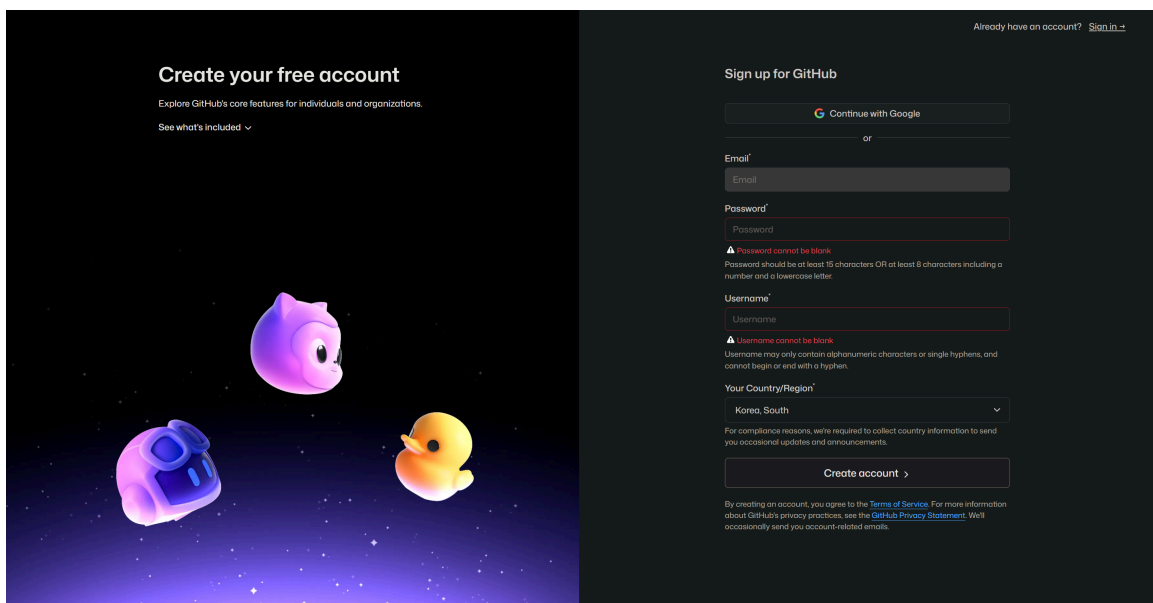 Already have an account? Sign in →
Create your free account
Explore GitHub's core features for individuals and organizations.
See what's included
Sign up for GitHub
Continue with Google
or
Email*
Email
Password*
Password
Password cannot be blank
Password should be at least 15 characters OR at least 8 characters including a
number and a lowercase letter.
Username*
Username
Username cannot be blank
Username may only contain alphanumeric characters or single hyphens, and
cannot begin or end with a hyphen.
Your Country/Region*
Korea, South
For compliance reasons, we're required to collect country information to send
you occasional updates and announcements.
Create account >
By creating an account, you agree to the Terms of Service. For more information
about GitHub's privacy practices, see the GitHub Privacy Statement. We'll
occasionally send you account-related emails.